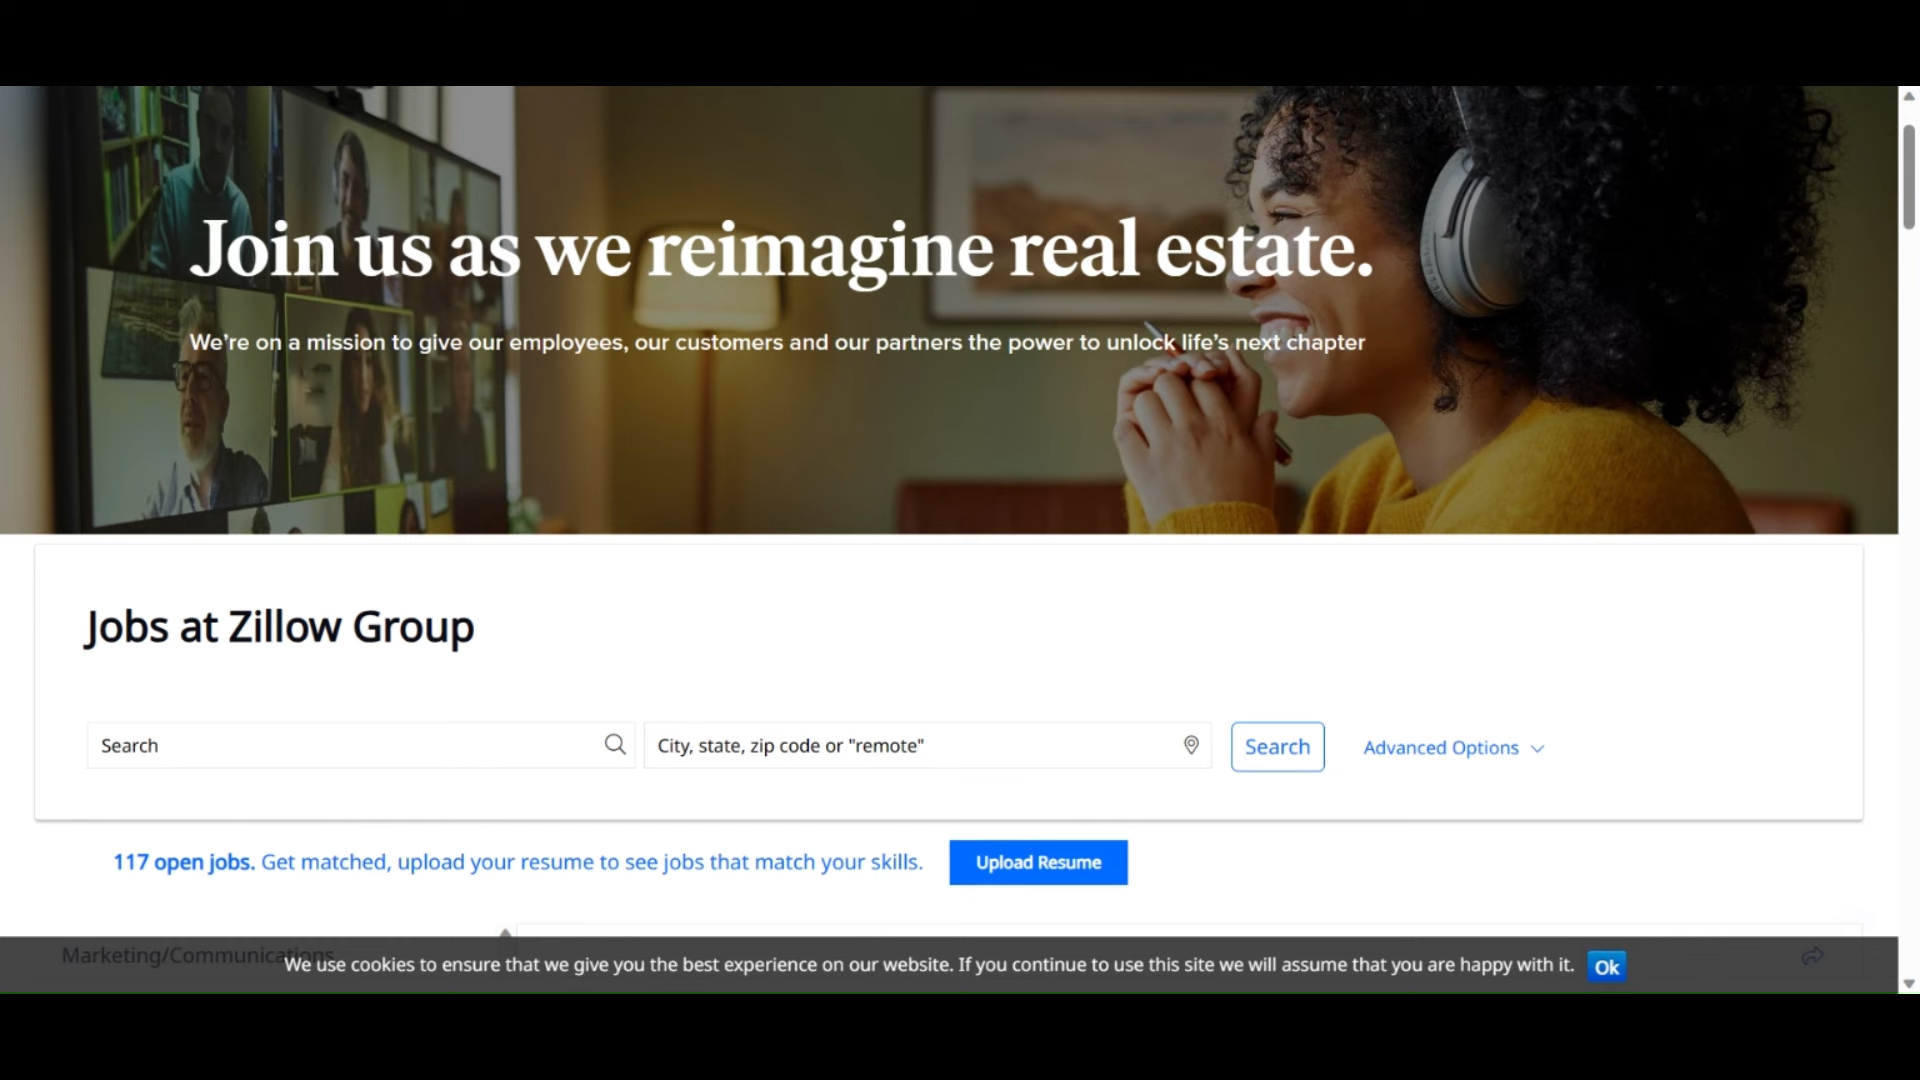 Join us as we reimagine real estate.
We're on a mission to give our employees, our customers and our partners the power to unlock life's next chapter
Jobs at Zillow Group
Search
City, state, zip code or "remote"
Search
Advanced Options
117 open jobs. Get matched, upload your resume to see jobs that match your skills.
Upload Resume
Marketing/Communications
We use cookies to ensure that we give you the best experience on our website. If you continue to use this site we will assume that you are happy with it.
Ok